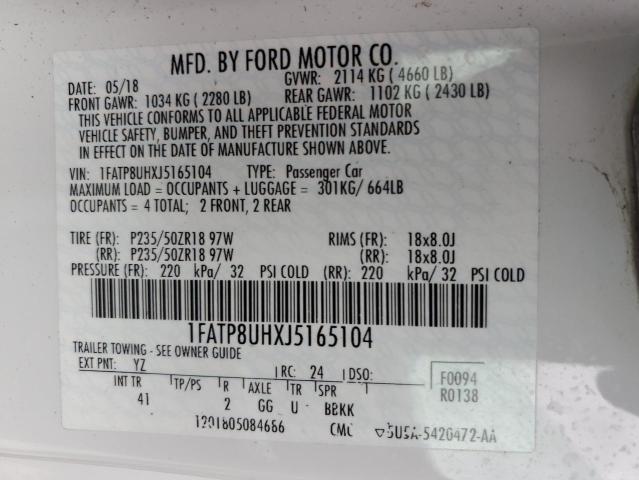 MFD. BY FORD MOTOR CO.
DATE: 05/18 GVWR: 2114 KG ( 4660 LB)
FRONT GAWR: 1034 KG ( 2280 LB) REAR GAWR: 1102 KG ( 2430 LB)
THIS VEHICLE CONFORMS TO ALL APPLICABLE FEDERAL MOTOR
VEHICLE SAFETY, BUMPER, AND THEFT PREVENTION STANDARDS
IN EFFECT ON THE DATE OF MANUFACTURE SHOWN ABOVE.
VIN: 1FATP8UHXJ5165104 TYPE: Passenger Car
MAXIMUM LOAD = OCCUPANTS + LUGGAGE = 301KG/ 664LB
OCCUPANTS = 4 TOTAL; 2 FRONT, 2 REAR
TIRE (FR): P235/50ZR18 97W RIMS (FR): 18x8.0J
(RR): P235/50ZR18 97W (RR): 18x8.0J
PRESSURE (FR): 220 kPa/ 32 PSI COLD (RR): 220 kPa/ 32 PSI COLD
1FATP8UHXJ5165104
TRAILER TOWING - SEE OWNER GUIDE
EXT PNT: YZ RC: 24 DSO: F0094
INT TR TP/PS R AXLE TR SPR R0138
41 2 GG U BBKK
1201805084686 CML 5U5A-5420472-AA